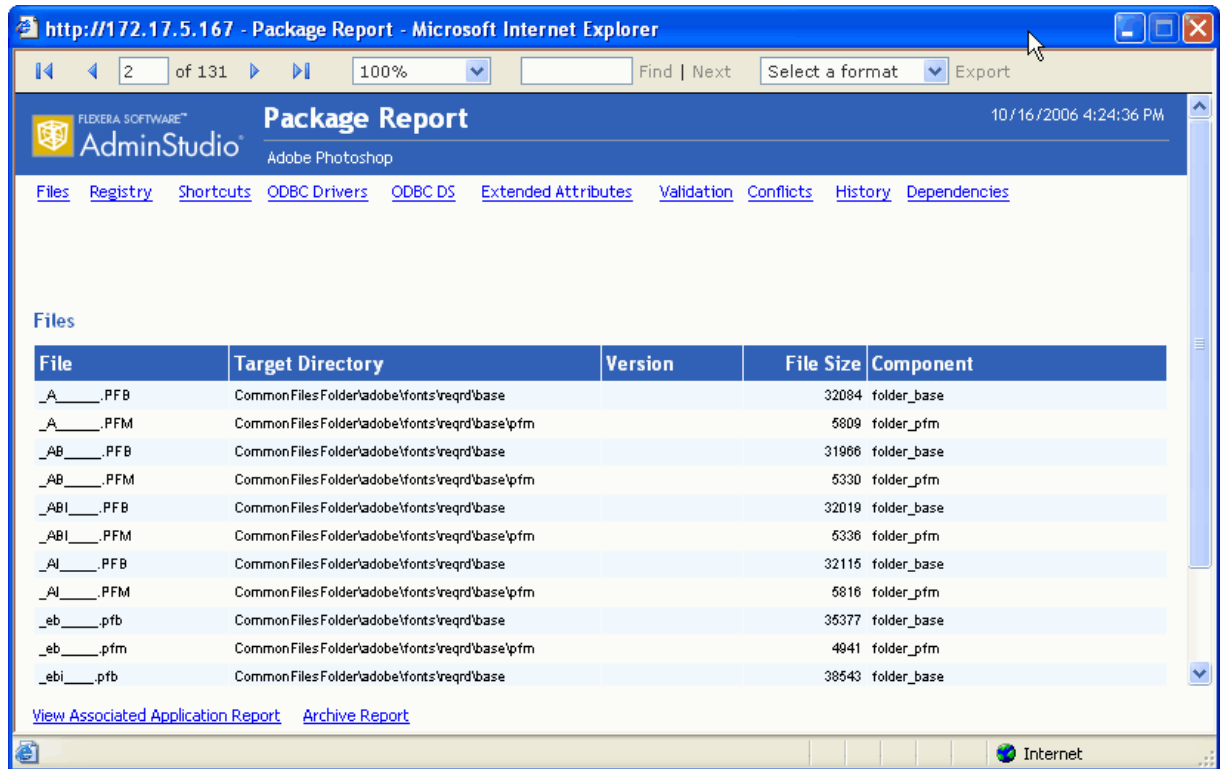 http://172.17.5.167 - Package Report - Microsoft Internet Explorer
2 of 131 100% Find | Next Select a format Export
FLEXERA SOFTWARE™
AdminStudio®
Package Report
10/16/2006 4:24:36 PM
Adobe Photoshop
Files Registry Shortcuts ODBC Drivers ODBC DS Extended Attributes Validation Conflicts History Dependencies
Files
File Target Directory Version File Size Component
_A______.PFB CommonFilesFolder\adobe\fonts\reqrd\base 32084 folder_base
_A______.PFM CommonFilesFolder\adobe\fonts\reqrd\base\pfm 5809 folder_pfm
_AB_____.PFB CommonFilesFolder\adobe\fonts\reqrd\base 31966 folder_base
_AB_____.PFM CommonFilesFolder\adobe\fonts\reqrd\base\pfm 5330 folder_pfm
_ABI____.PFB CommonFilesFolder\adobe\fonts\reqrd\base 32019 folder_base
_ABI____.PFM CommonFilesFolder\adobe\fonts\reqrd\base\pfm 5336 folder_pfm
_AI_____.PFB CommonFilesFolder\adobe\fonts\reqrd\base 32115 folder_base
_AI_____.PFM CommonFilesFolder\adobe\fonts\reqrd\base\pfm 5816 folder_pfm
_eb_____.pfb CommonFilesFolder\adobe\fonts\reqrd\base 35377 folder_base
_eb_____.pfm CommonFilesFolder\adobe\fonts\reqrd\base\pfm 4941 folder_pfm
_ebi____.pfb CommonFilesFolder\adobe\fonts\reqrd\base 38543 folder_base
View Associated Application Report Archive Report
Internet